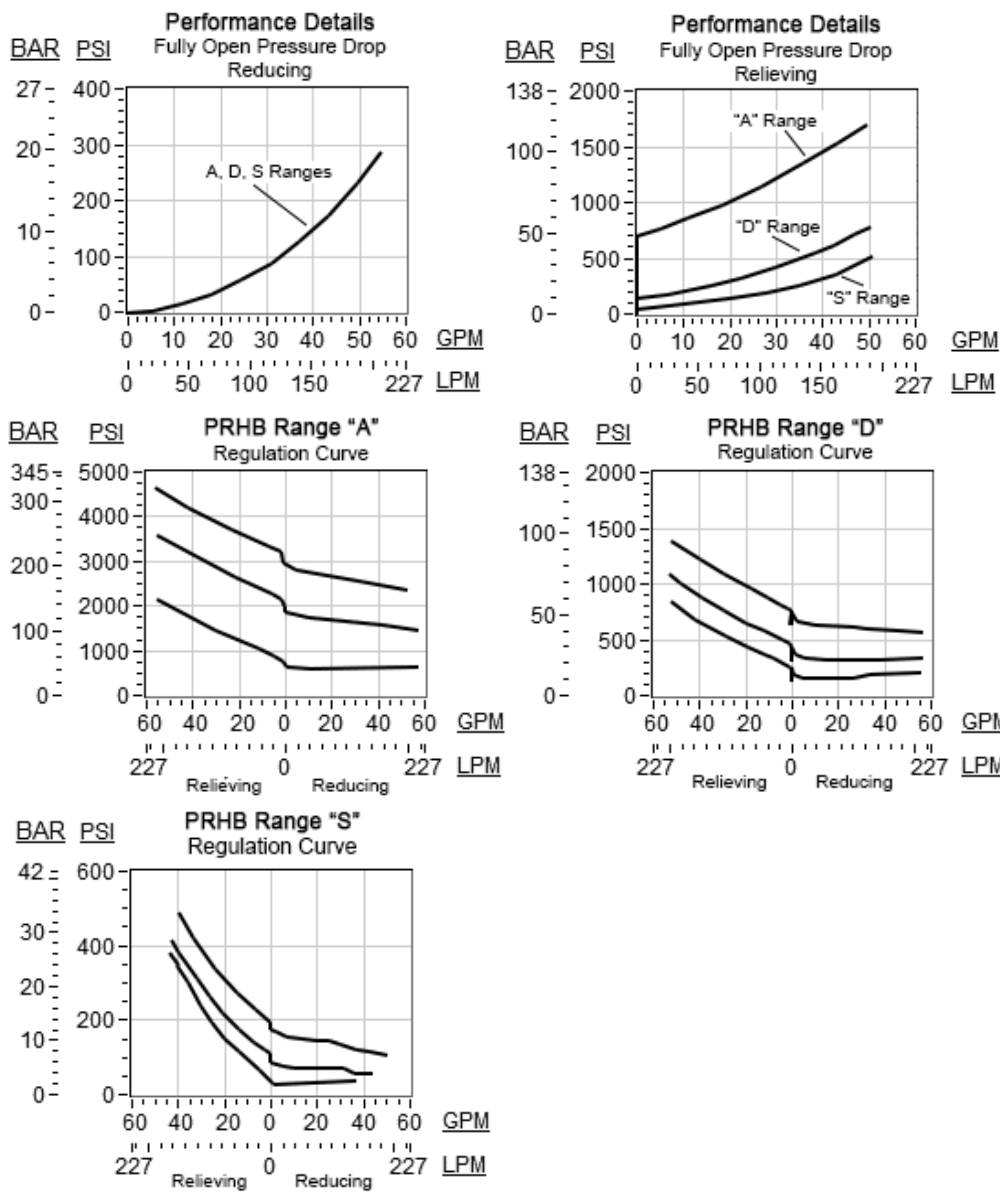 Performance Details
Fully Open Pressure Drop
Reducing
BAR PSI
27 400
300
20
200
10
100
0 0
A, D, S Ranges
0 10 20 30 40 50 60 GPM
0 50 100 150 227 LPM
Performance Details
Fully Open Pressure Drop
Relieving
BAR PSI
138 2000
1500
100
1000
50
500
0 0
"A" Range
"D" Range
"S" Range
0 10 20 30 40 50 60 GPM
0 50 100 150 227 LPM
PRHB Range "A"
Regulation Curve
BAR PSI
345 5000
300
4000
200 3000
2000
100
1000
0 0
60 40 20 0 20 40 60 GPM
227 0 227 LPM
Relieving Reducing
PRHB Range "D"
Regulation Curve
BAR PSI
138 2000
1500
100
1000
50
500
0 0
60 40 20 0 20 40 60 GPM
227 0 227 LPM
Relieving Reducing
PRHB Range "S"
Regulation Curve
BAR PSI
42 600
30
400
20
200
10
0 0
60 40 20 0 20 40 60 GPM
227 0 227 LPM
Relieving Reducing